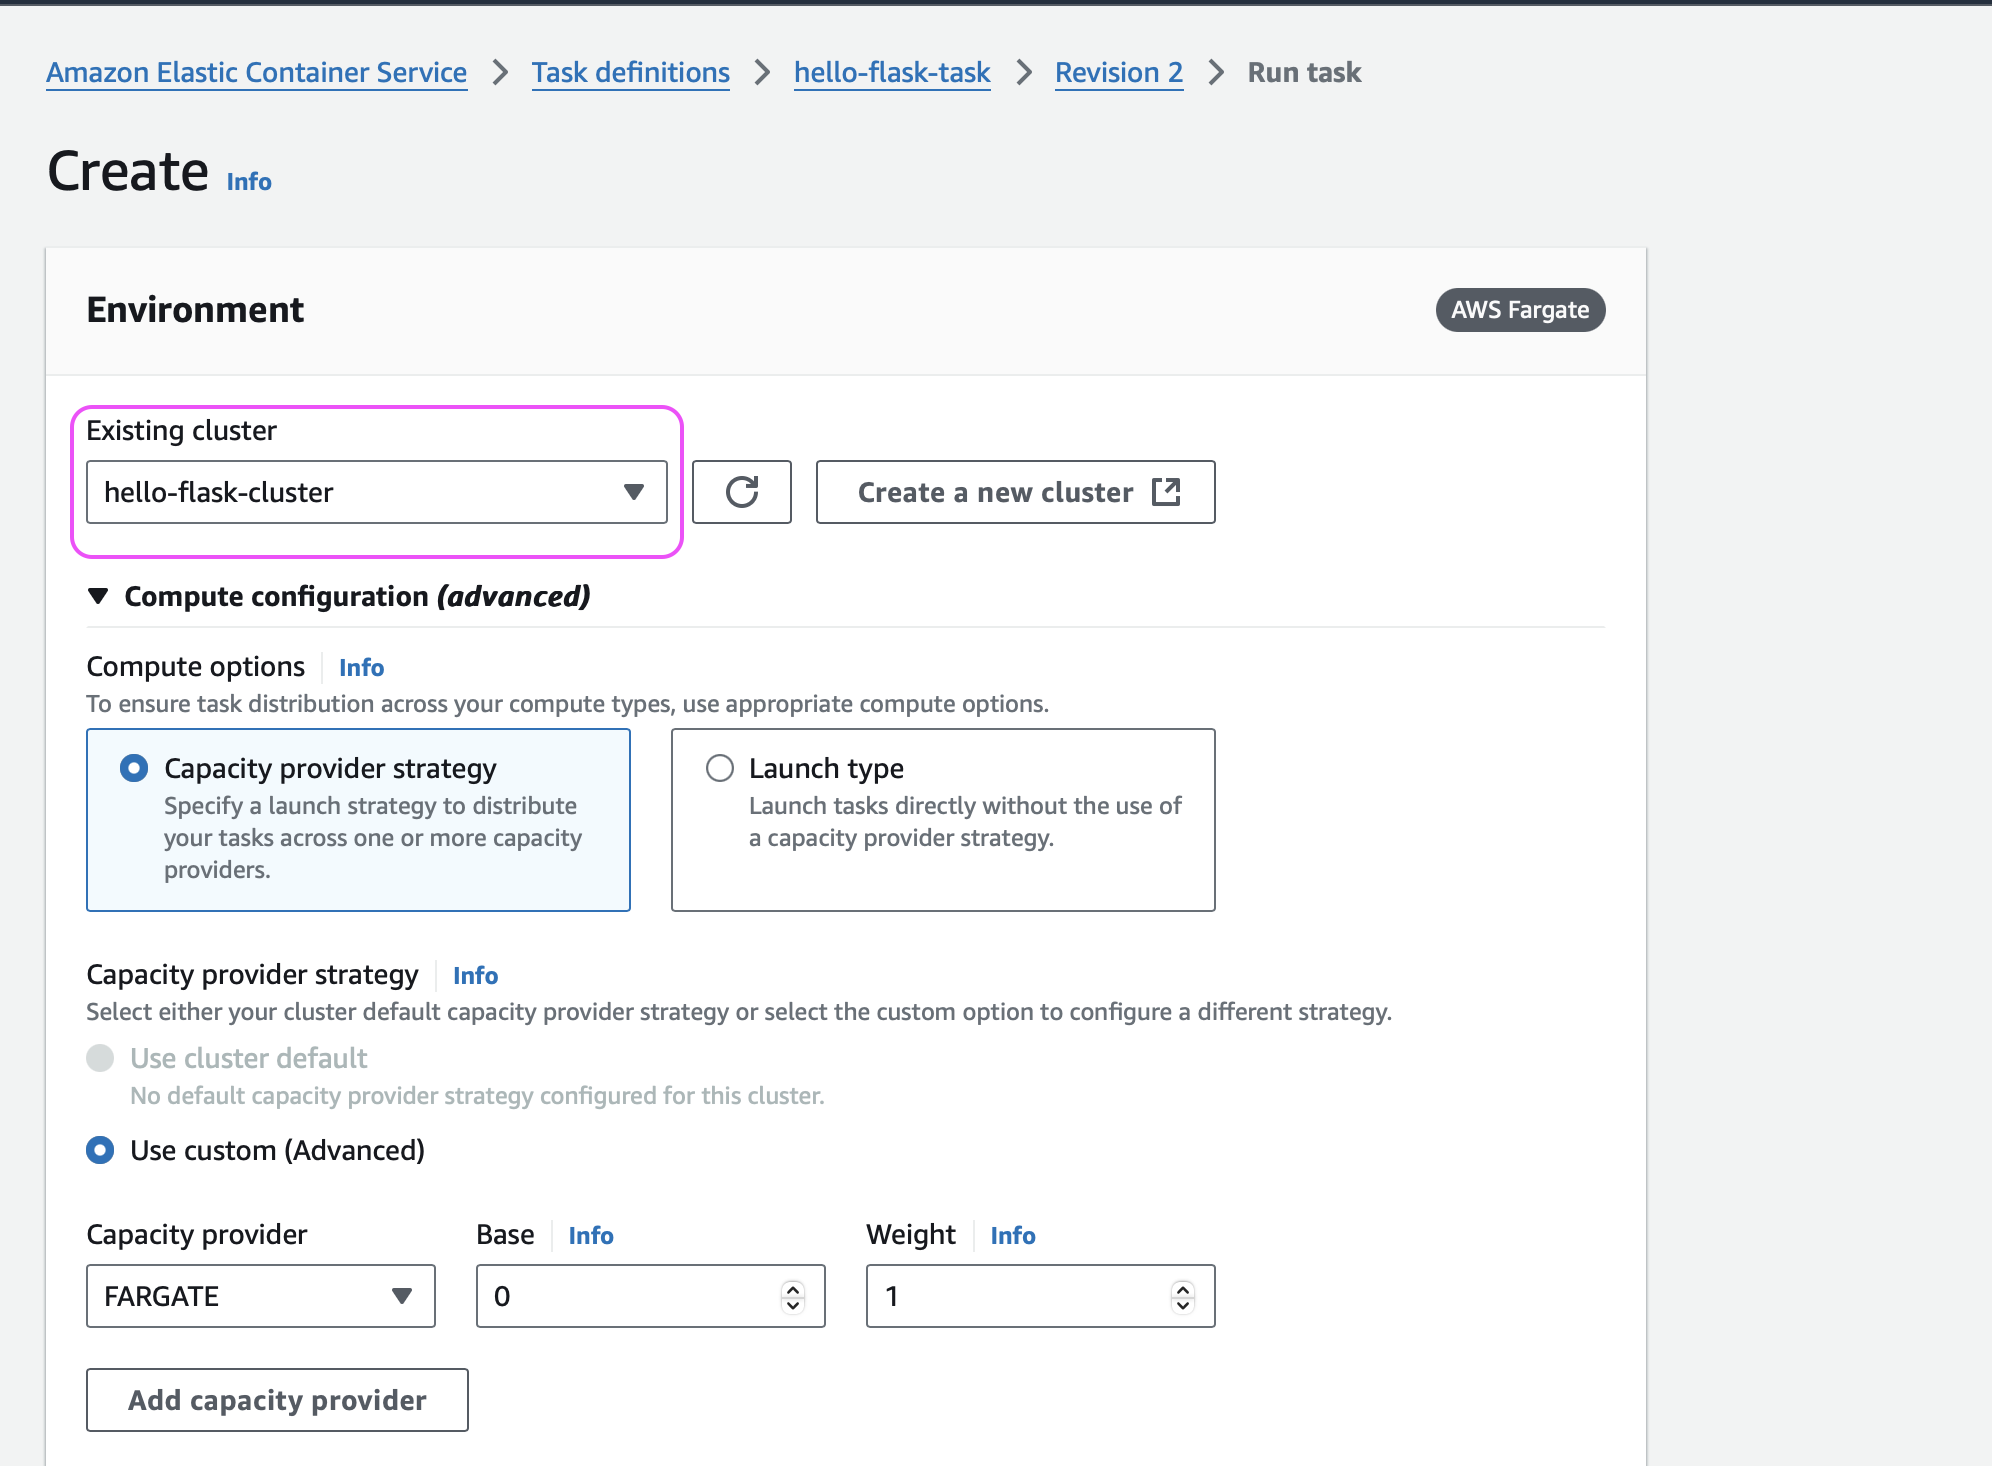 Amazon Elastic Container Service > Task definitions > hello-flask-task > Revision 2 > Run task
Create Info
Environment AWS Fargate
Existing cluster
hello-flask-cluster Create a new cluster
Compute configuration (advanced)
Compute options Info
To ensure task distribution across your compute types, use appropriate compute options.
Capacity provider strategy
Specify a launch strategy to distribute
your tasks across one or more capacity
providers.
Launch type
Launch tasks directly without the use of
a capacity provider strategy.
Capacity provider strategy Info
Select either your cluster default capacity provider strategy or select the custom option to configure a different strategy.
Use cluster default
No default capacity provider strategy configured for this cluster.
Use custom (Advanced)
Capacity provider Base Info Weight Info
FARGATE 0 1
Add capacity provider